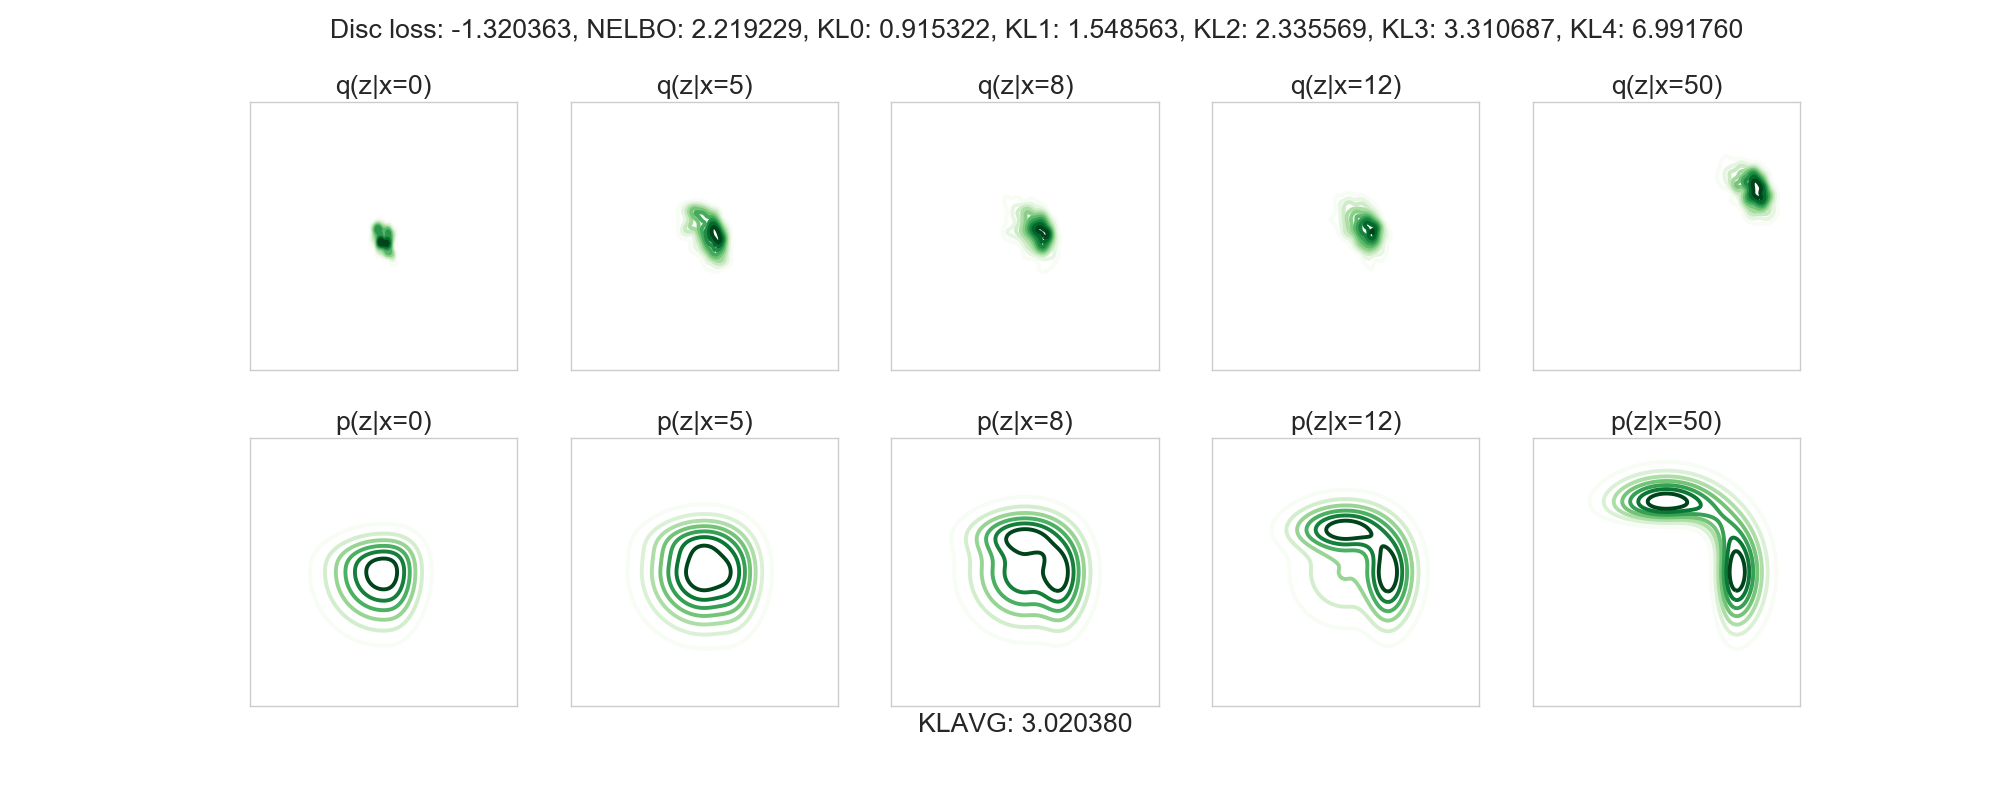 Disc loss: -1.320363, NELBO: 2.219229, KL0: 0.915322, KL1: 1.548563, KL2: 2.335569, KL3: 3.310687, KL4: 6.991760
q(z|x=0) q(z|x=5) q(z|x=8) q(z|x=12) q(z|x=50)
p(z|x=0) p(z|x=5) p(z|x=8) p(z|x=12) p(z|x=50)
KLAVG: 3.020380